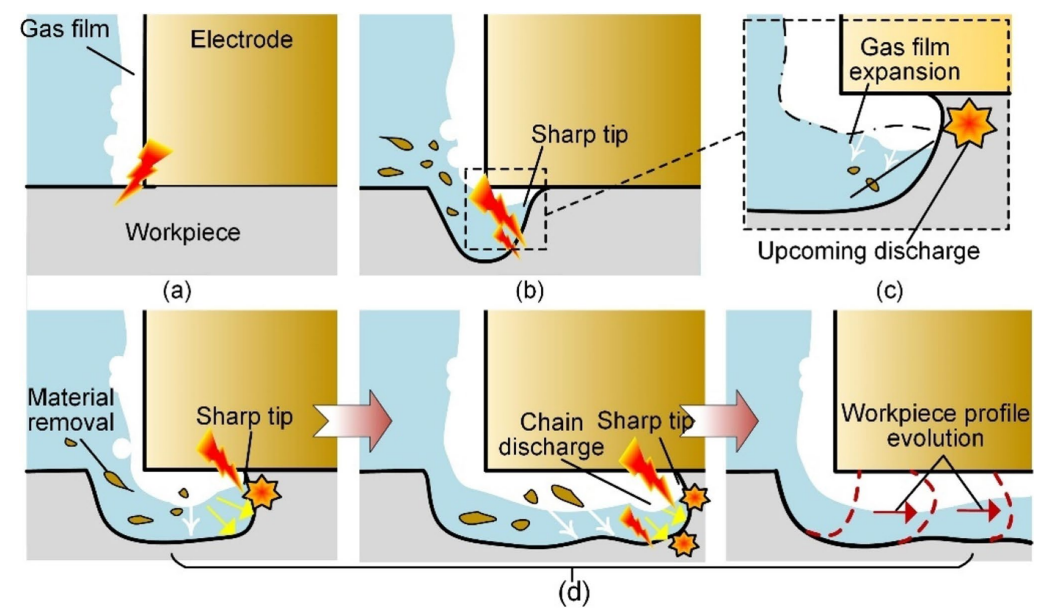 Gas film
Electrode
Workpiece
(a)
Sharp tip
(b)
Gas film
expansion
Upcoming discharge
(c)
Material
removal
Sharp tip
Chain
discharge
Sharp tip
Workpiece profile
evolution
(d)